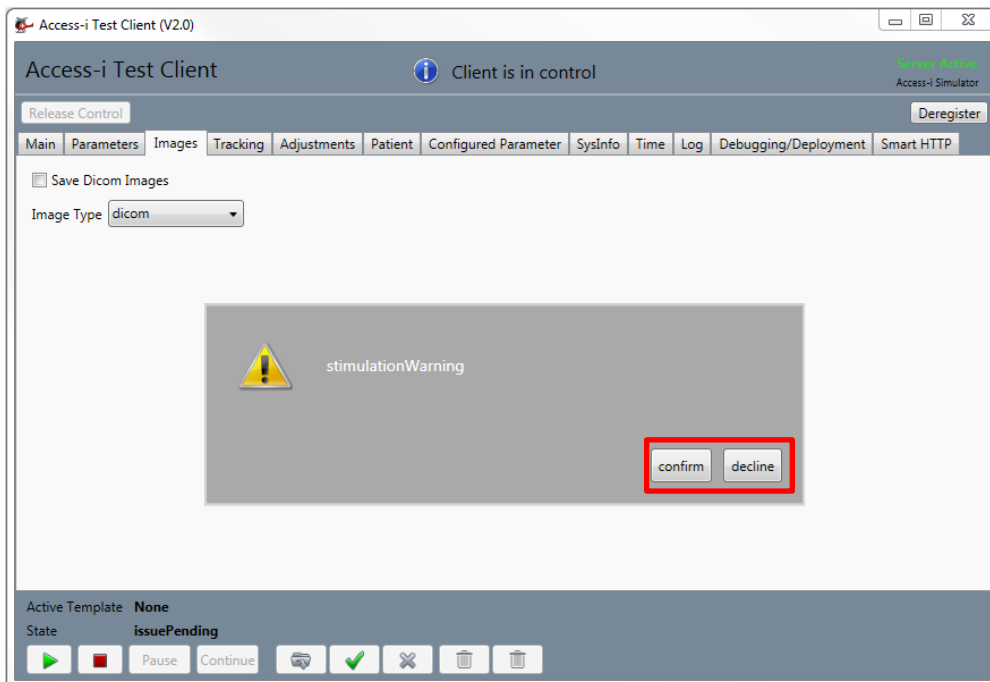 Access-i Test Client (V2.0)
Access-i Test Client
Client is in control
Server Active
Access-i Simulator
Release Control
Deregister
Main Parameters Images Tracking Adjustments Patient Configured Parameter SysInfo Time Log Debugging/Deployment Smart HTTP
Save Dicom Images
Image Type dicom
stimulationWarning
confirm decline
Active Template None
State issuePending
Pause Continue